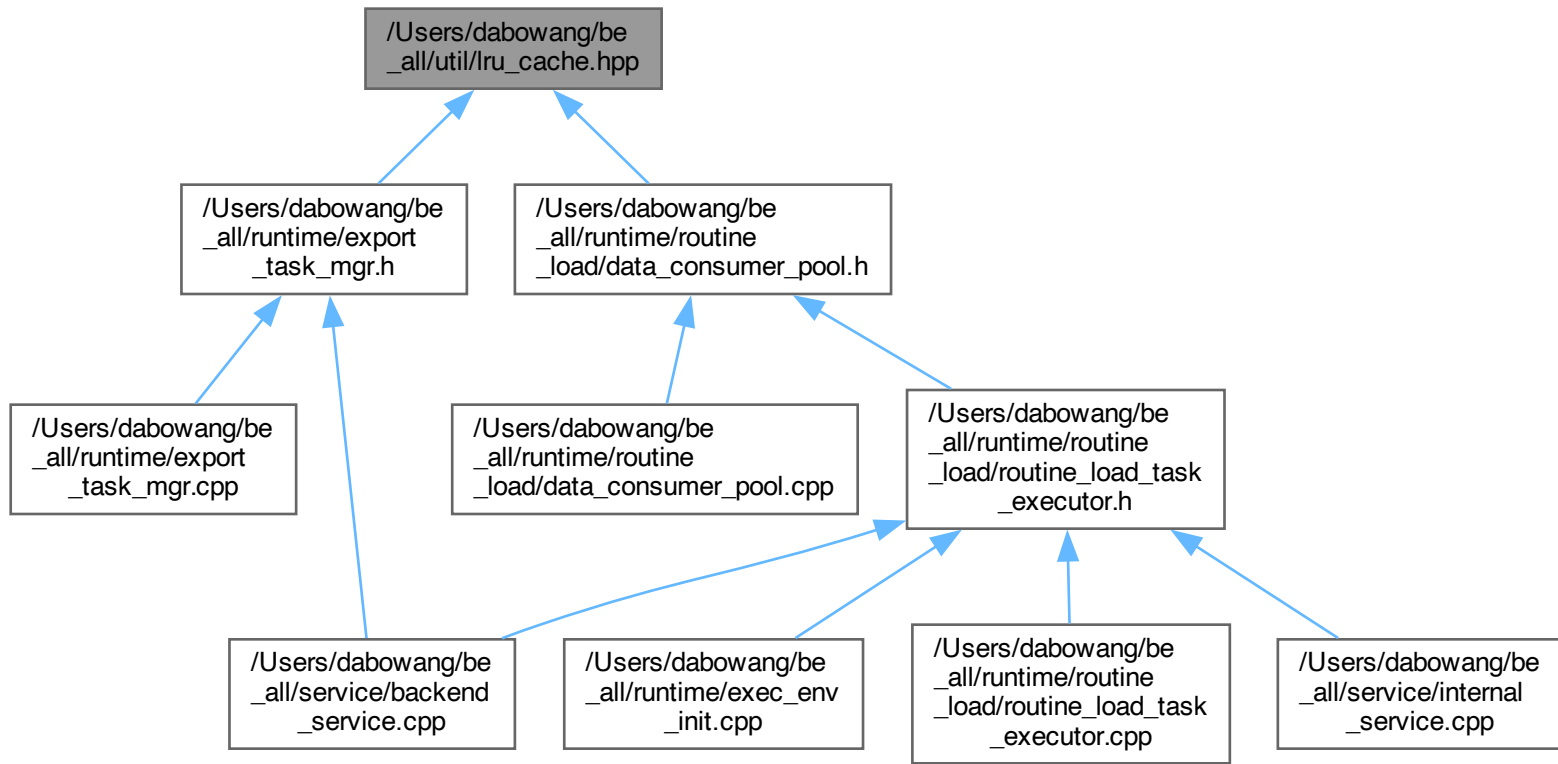 /Users/dabowang/be
_all/util/lru_cache.hpp
/Users/dabowang/be
_all/runtime/export
_task_mgr.h
/Users/dabowang/be
_all/runtime/routine
_load/data_consumer_pool.h
/Users/dabowang/be
_all/runtime/export
_task_mgr.cpp
/Users/dabowang/be
_all/runtime/routine
_load/data_consumer_pool.cpp
/Users/dabowang/be
_all/runtime/routine
_load/routine_load_task
_executor.h
/Users/dabowang/be
_all/service/backend
_service.cpp
/Users/dabowang/be
_all/runtime/exec_env
_init.cpp
/Users/dabowang/be
_all/runtime/routine
_load/routine_load_task
_executor.cpp
/Users/dabowang/be
_all/service/internal
_service.cpp